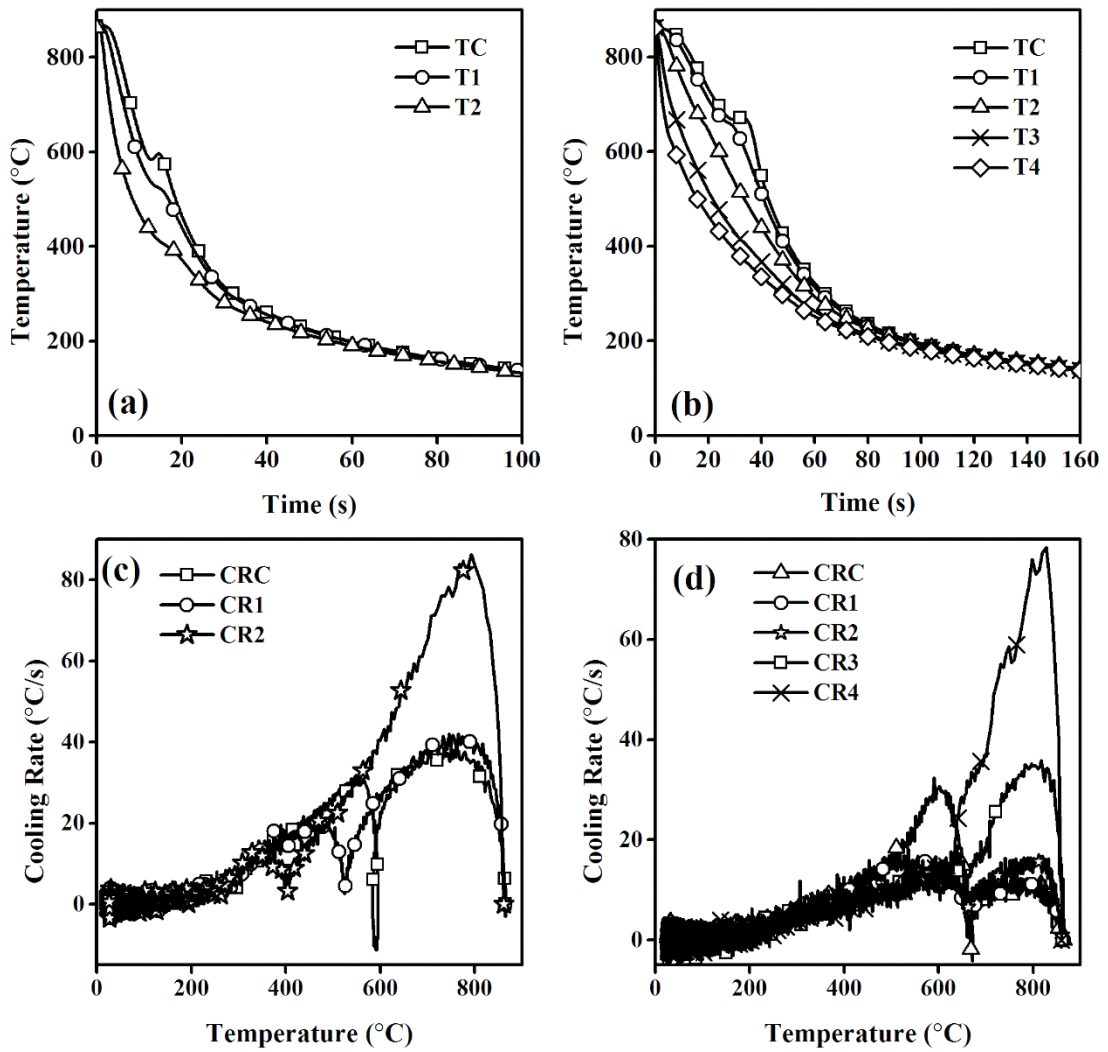 800
600
400
200
0
Temperature (°C)
TC
T1
T2
(a)
0
20
40
60
80
100
Time (s)
800
600
400
200
0
Temperature (°C)
TC
T1
T2
T3
T4
(b)
0
20
40
60
80
100
120
140
160
Time (s)
80
60
40
20
0
Cooling Rate (°C/s)
(c)
CRC
CR1
CR2
0
200
400
600
800
Temperature (°C)
80
60
40
20
0
Cooling Rate (°C/s)
(d)
CRC
CR1
CR2
CR3
CR4
0
200
400
600
800
Temperature (°C)